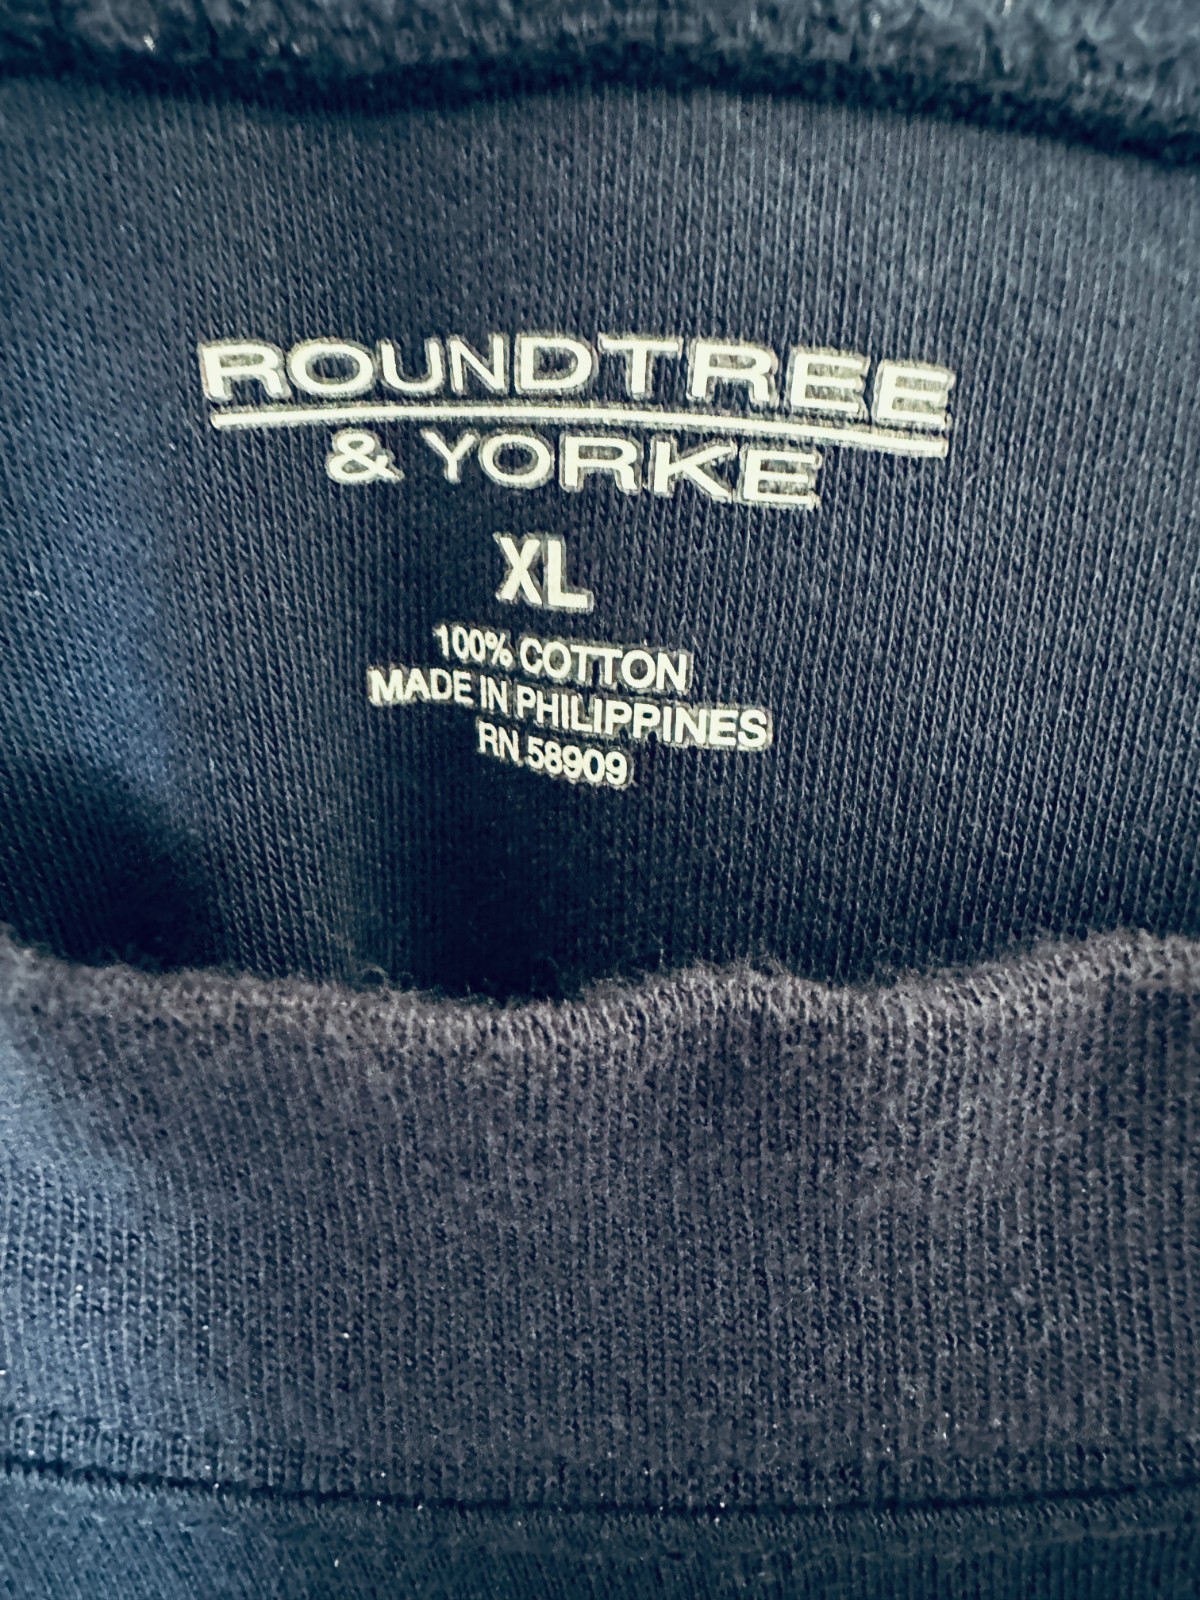 ROUNDTREE
& YORKE
XL
100% COTTON
MADE IN PHILIPPINES
RN 58909